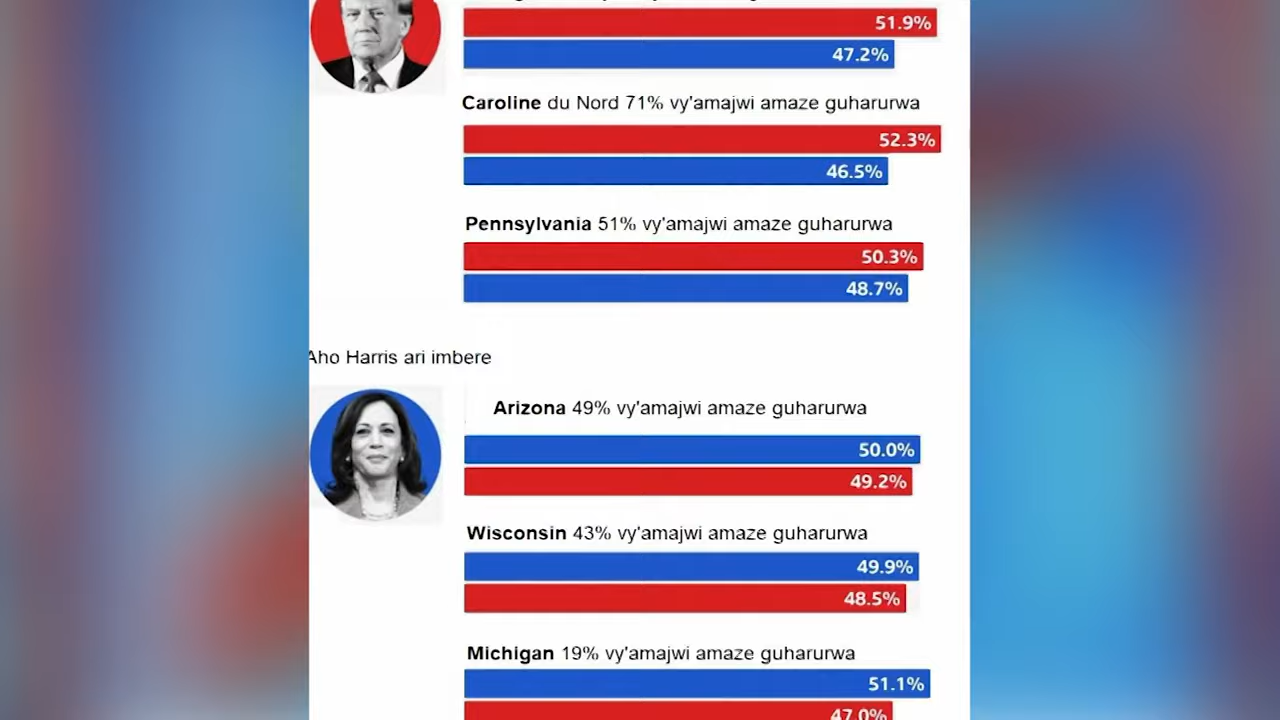 51.9%
47.2%
Caroline du Nord 71% vy'amajwi amaze guharurwa
52.3%
46.5%
Pennsylvania 51% vy'amajwi amaze guharurwa
50.3%
48.7%
Aho Harris ari imbere
Arizona 49% vy'amajwi amaze guharurwa
50.0%
49.2%
Wisconsin 43% vy'amajwi amaze guharurwa
49.9%
48.5%
Michigan 19% vy'amajwi amaze guharurwa
51.1%
47.0%